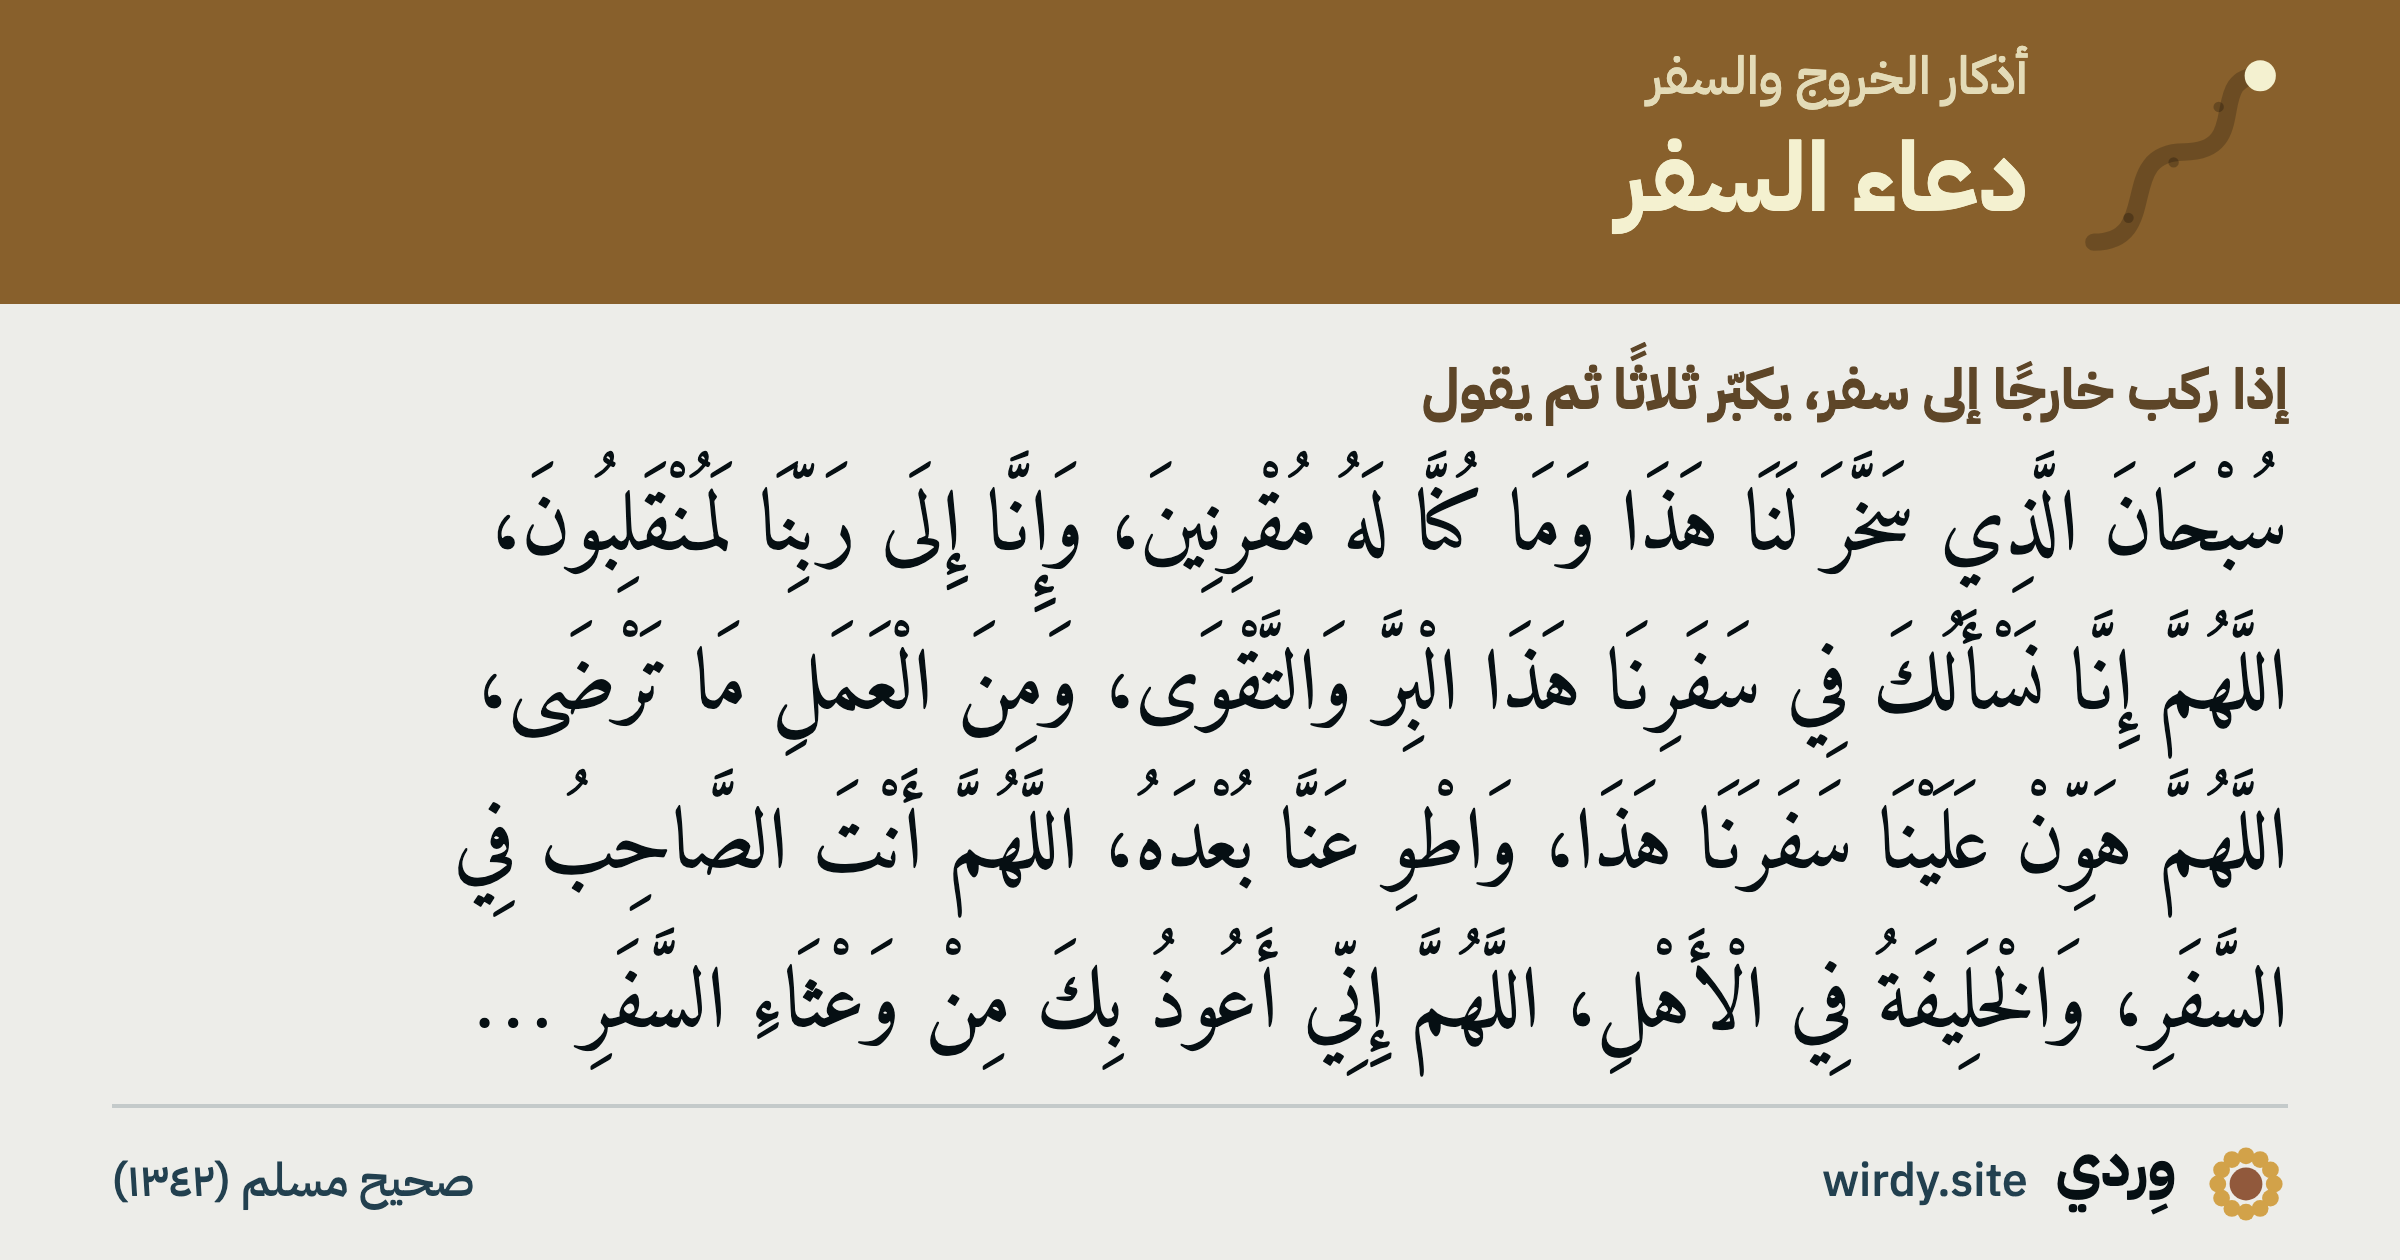 أذكار الخروج والسفر
دعاء السفر
إذا ركب خارجًا إلى سفر، يكبّر ثلاثًا ثم يقول
سُبْحَانَ الَّذِي سَخَّرَ لَنَا هَذَا وَمَا كُنَّا لَهُ مُقْرِنِينَ، وَإِنَّا إِلَى رَبِّنَا لَمُنْقَلِبُونَ،
اللَّهُمَّ إِنَّا نَسْأَلُكَ فِي سَفَرِنَا هَذَا الْبِرَّ وَالتَّقْوَى، وَمِنَ الْعَمَلِ مَا تَرْضَى،
اللَّهُمَّ هَوِّنْ عَلَيْنَا سَفَرَنَا هَذَا، وَاطْوِ عَنَّا بُعْدَهُ، اللَّهُمَّ أَنْتَ الصَّاحِبُ فِي
السَّفَرِ، وَالْخَلِيفَةُ فِي الْأَهْلِ، اللَّهُمَّ إِنِّي أَعُوذُ بِكَ مِنْ وَعْثَاءِ السَّفَرِ ...
وِردي wirdy.site
صحيح مسلم (١٣٤٢)